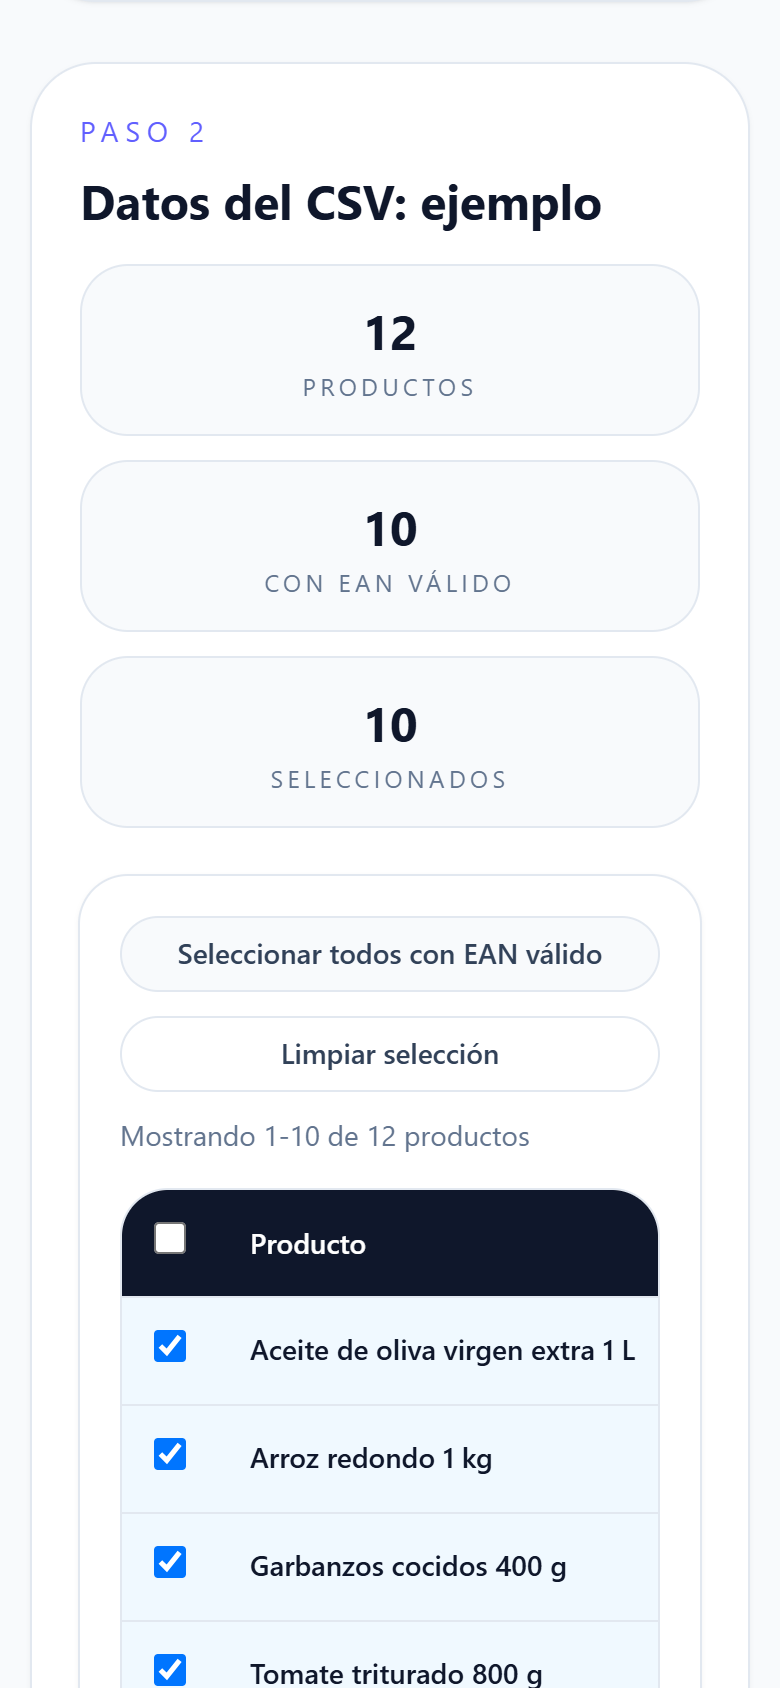 PASO 2
Datos del CSV: ejemplo
12
PRODUCTOS
10
CON EAN VÁLIDO
10
SELECCIONADOS
Seleccionar todos con EAN válido
Limpiar selección
Mostrando 1-10 de 12 productos
Producto
Aceite de oliva virgen extra 1 L
Arroz redondo 1 kg
Garbanzos cocidos 400 g
Tomate triturado 800 g